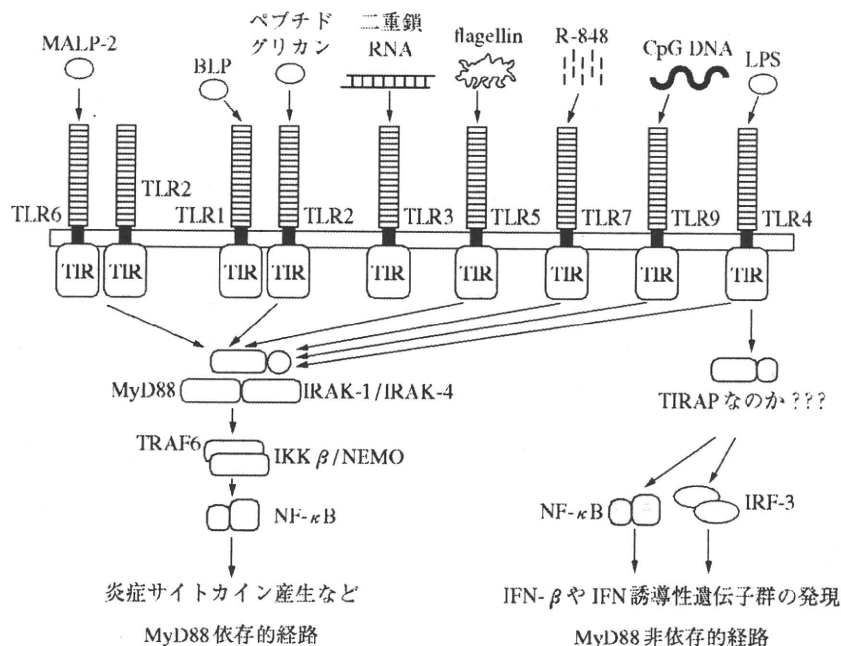 MALP-2
BLP
ペプチド
グリカン
二重鎖
RNA
flagellin
R-848
CpG DNA
LPS
TLR6
TLR2
TLR1
TLR2
TLR3
TLR5
TLR7
TLR9
TLR4
TIR
TIR
TIR
TIR
TIR
TIR
TIR
TIR
TIR
MyD88
IRAK-1/IRAK-4
TIRAPなのか???
TRAF6
IKKβ/NEMO
NF-κB
NF-κB
IRF-3
炎症サイトカイン産生など
IFN-βやIFN誘導性遺伝子群の発現
MyD88依存的経路
MyD88非依存的経路